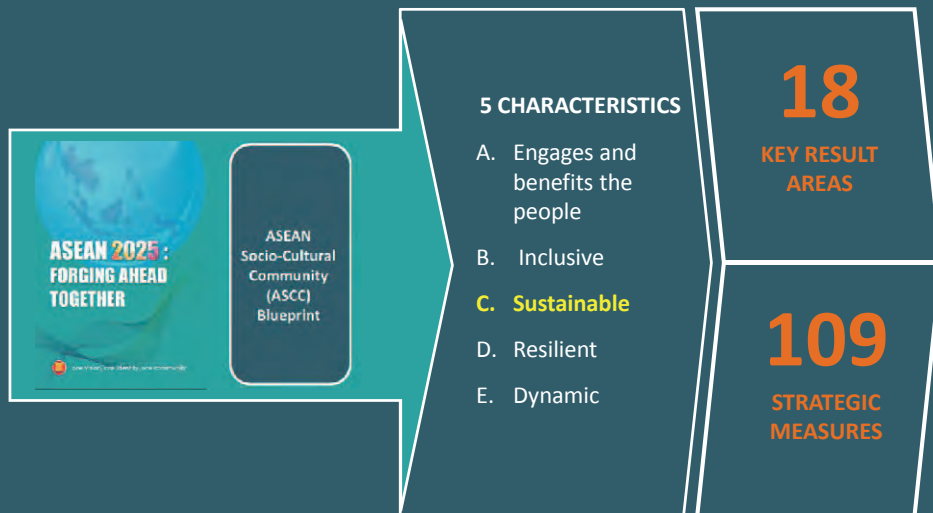 ASEAN 2025 :
FORGING AHEAD
TOGETHER
ASEAN
Socio-Cultural
Community
(ASCC)
Blueprint
5 CHARACTERISTICS
A. Engages and
benefits the
people
B. Inclusive
C. Sustainable
D. Resilient
E. Dynamic
18
KEY RESULT
AREAS
109
STRATEGIC
MEASURES